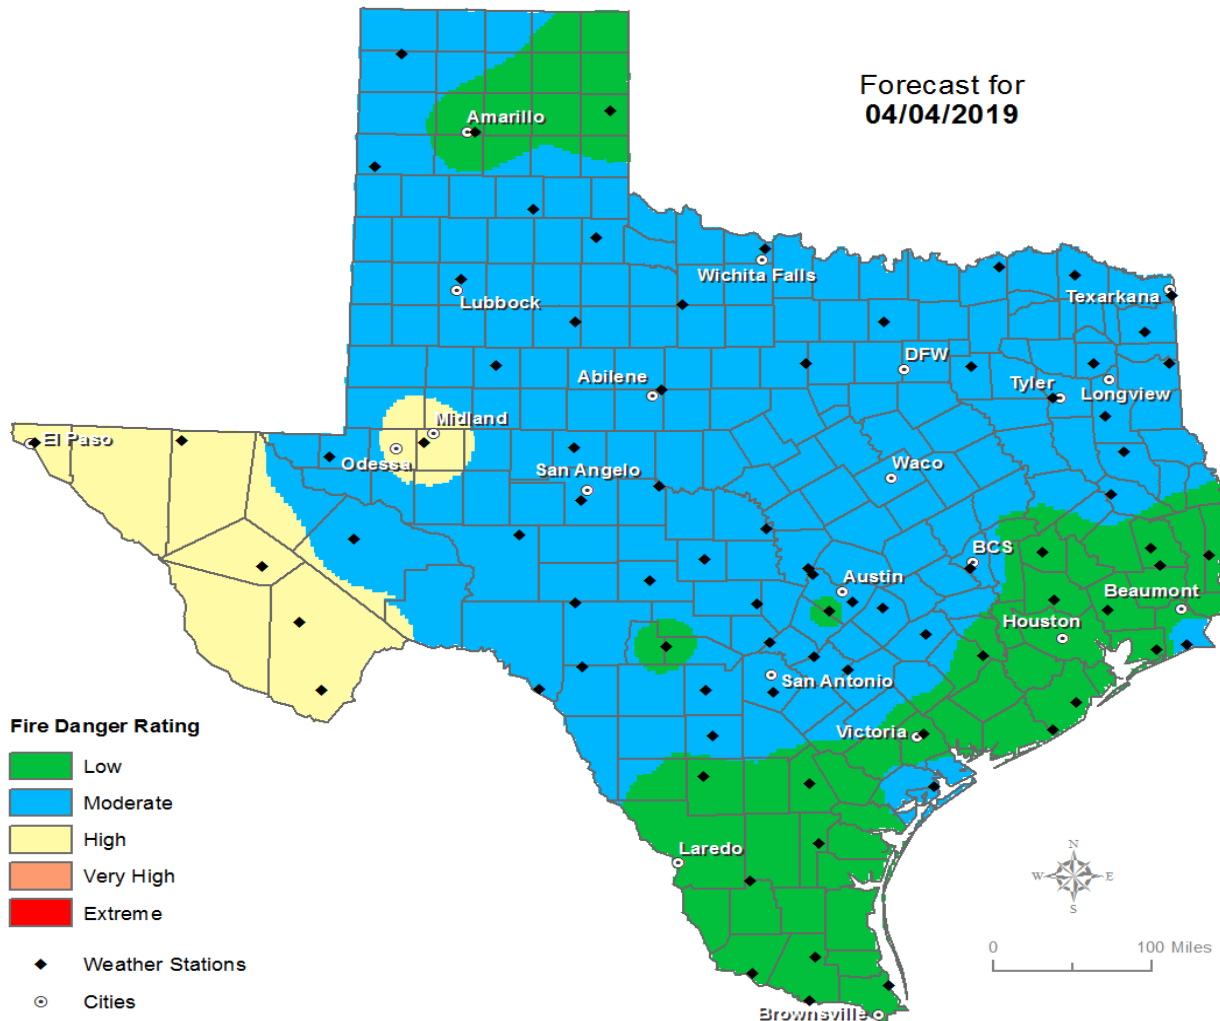 Forecast for
04/04/2019
Amarillo
Wichita Falls
Lubbock
Texarkana
DFW
Abilene
Tyler
Longview
Midland
El Paso
Odessa
San Angelo
Waco
BCS
Austin
Beaumont
Houston
San Antonio
Victoria
Fire Danger Rating
Low
Moderate
High
Very High
Extreme
Weather Stations
Cities
Laredo
Brownsville
N
W E
S
0 100 Miles